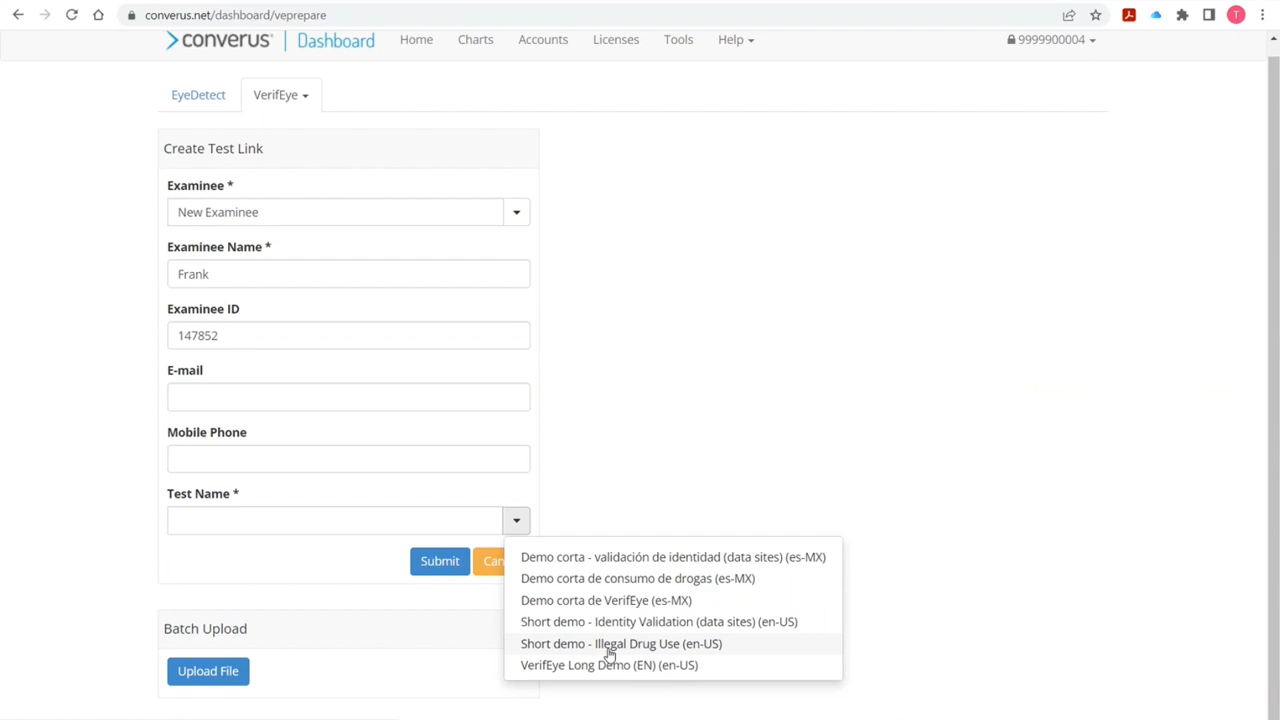 converus.net/dashboard/veprepare
T
converus | Dashboard
Home
Charts
Accounts
Licenses
Tools
Help
9999900004
EyeDetect
VerifEye
Create Test Link
Examinee *
New Examinee
Examinee Name *
Frank
Examinee ID
147852
E-mail
Mobile Phone
Test Name *
Submit
Can
Demo corta - validación de identidad (data sites) (es-MX)
Demo corta de consumo de drogas (es-MX)
Demo corta de VerifEye (es-MX)
Short demo - Identity Validation (data sites) (en-US)
Short demo - Illegal Drug Use (en-US)
VerifEye Long Demo (EN) (en-US)
Batch Upload
Upload File